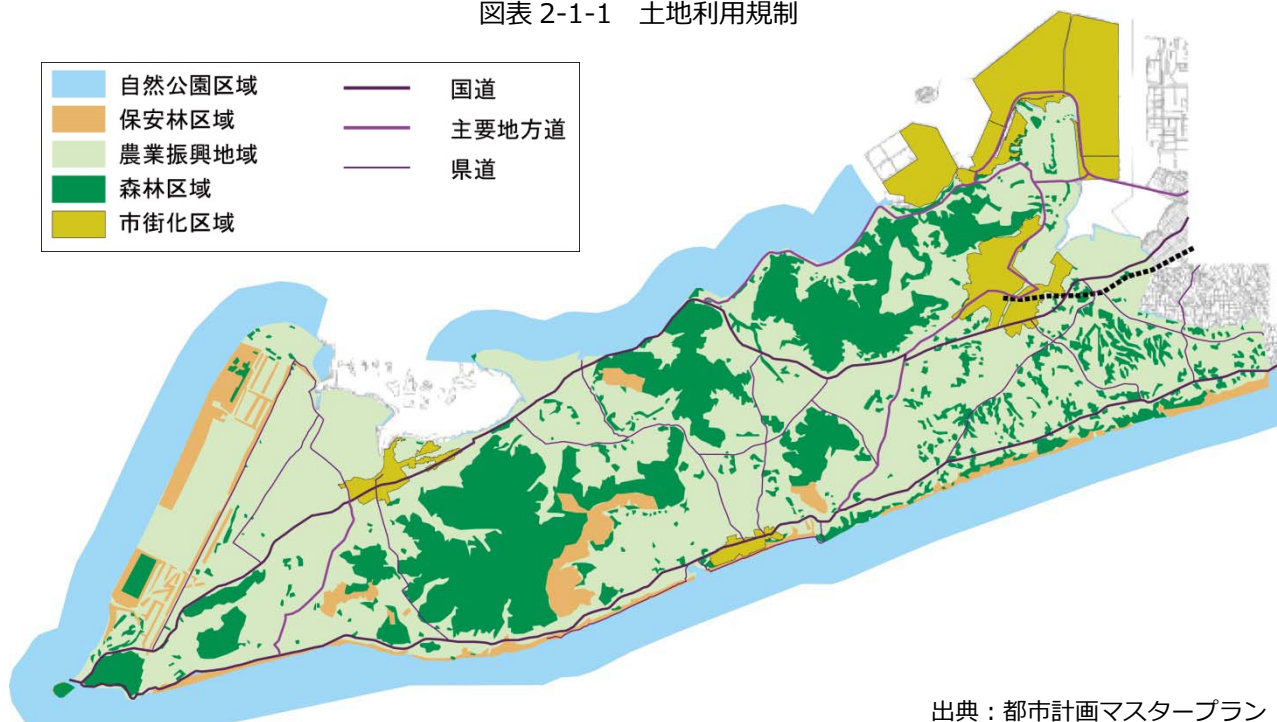 図表 2-1-1　土地利用規制
自然公園区域
保安林区域
農業振興地域
森林区域
市街化区域
国道
主要地方道
県道
出典：都市計画マスタープラン